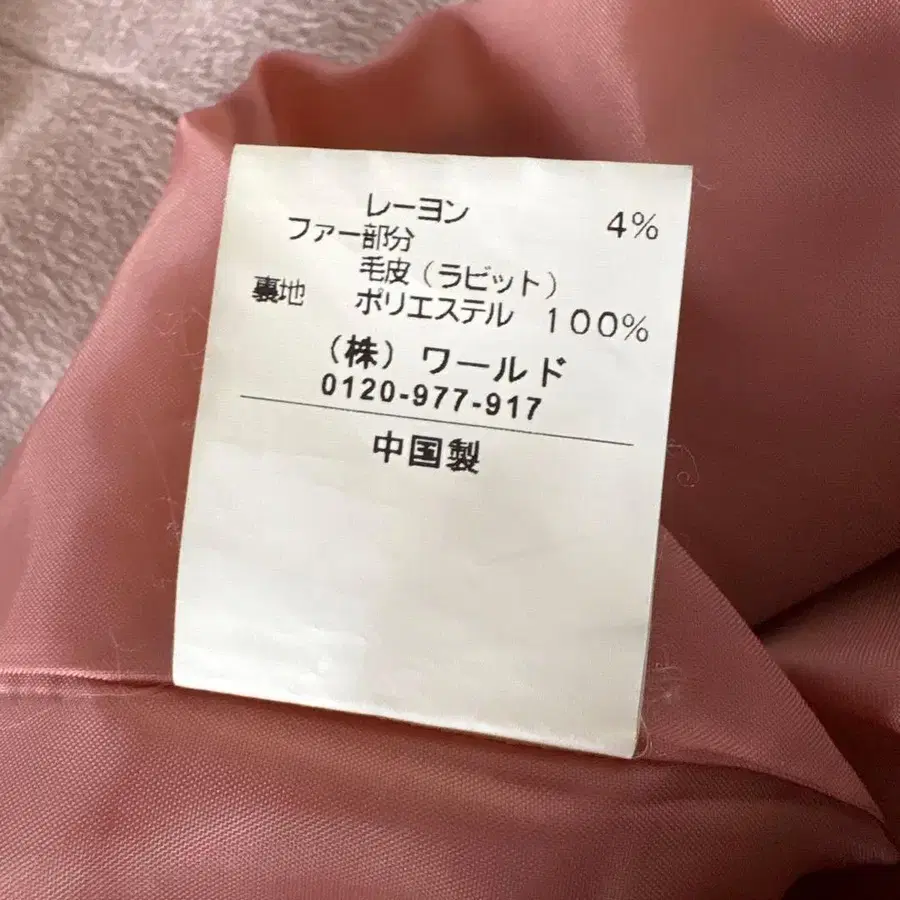 レーヨン 4%
ファー部分
毛皮（ラビット）
裏地 ポリエステル 100%
（株）ワールド
0120-977-917
中国製